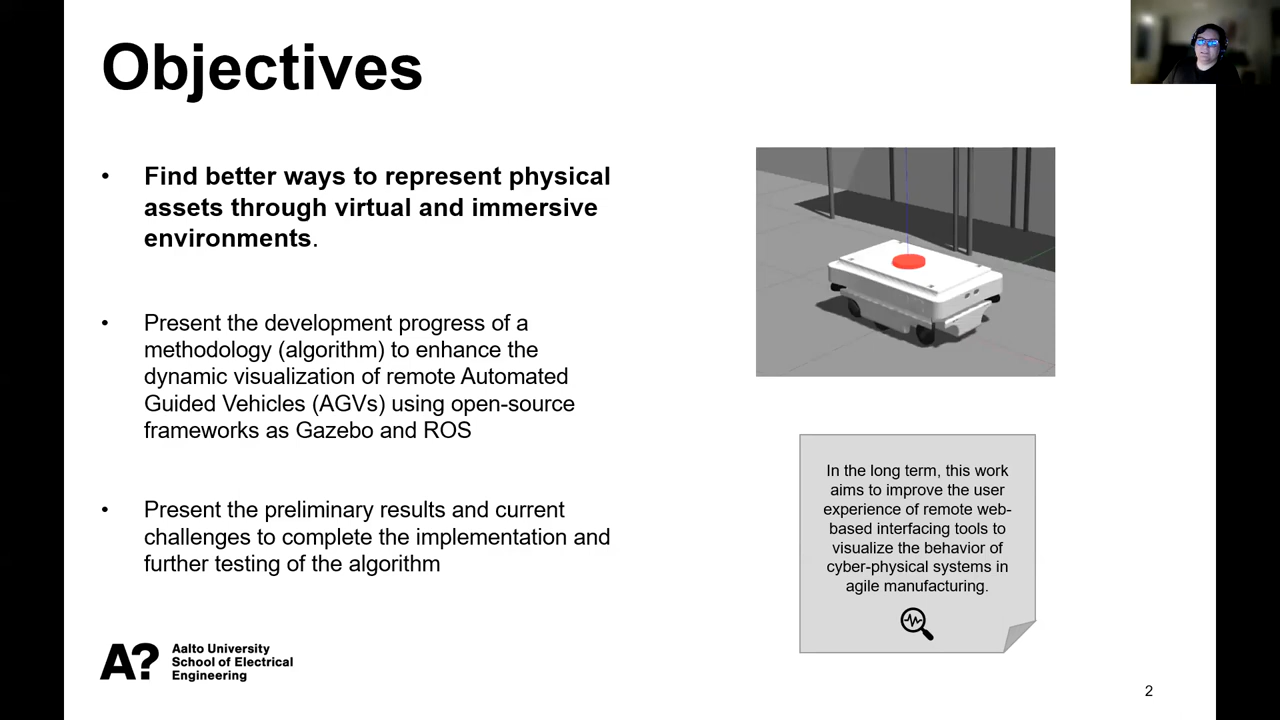 Objectives
• Find better ways to represent physical
assets through virtual and immersive
environments.
• Present the development progress of a
methodology (algorithm) to enhance the
dynamic visualization of remote Automated
Guided Vehicles (AGVs) using open-source
frameworks as Gazebo and ROS
• Present the preliminary results and current
challenges to complete the implementation and
further testing of the algorithm
In the long term, this work
aims to improve the user
experience of remote web-
based interfacing tools to
visualize the behavior of
cyber-physical systems in
agile manufacturing.
A?
Aalto University
School of Electrical
Engineering
2